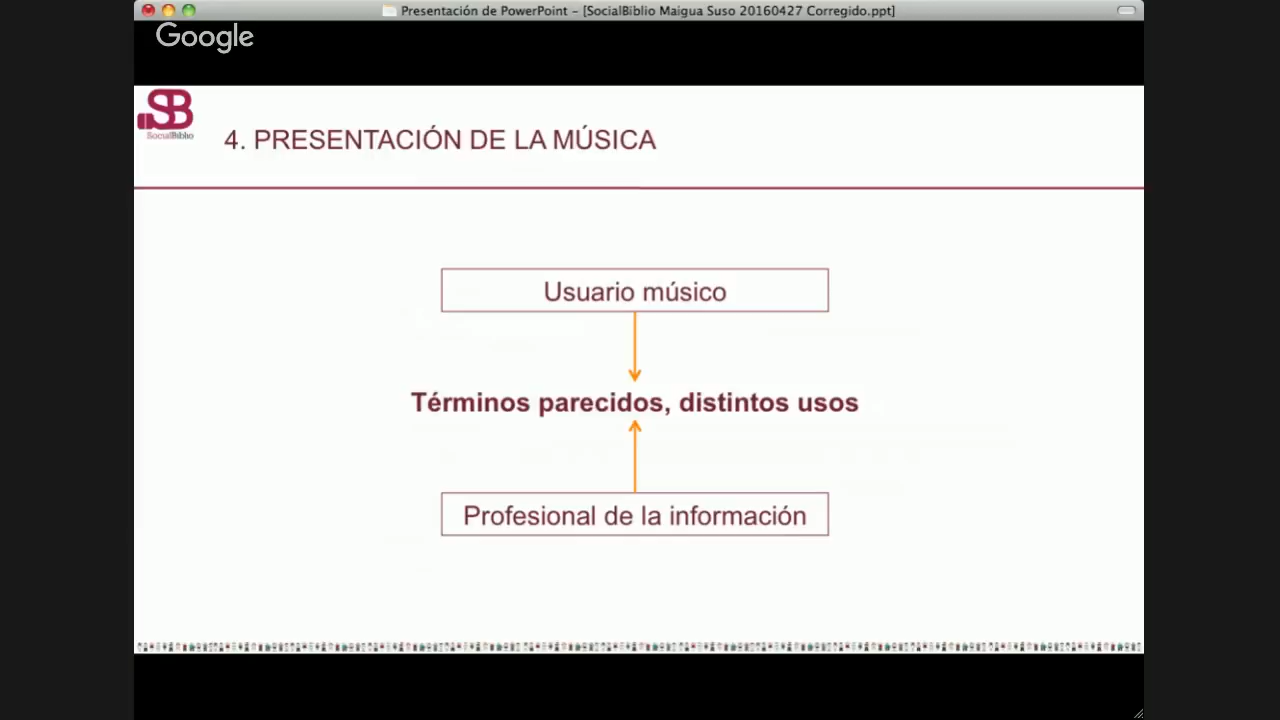 Presentación de PowerPoint - [SocialBiblio Maigua Suso 20160427 Corregido.ppt]
Google
SB
SocialBiblio
4. PRESENTACIÓN DE LA MÚSICA
Usuario músico
Términos parecidos, distintos usos
Profesional de la información